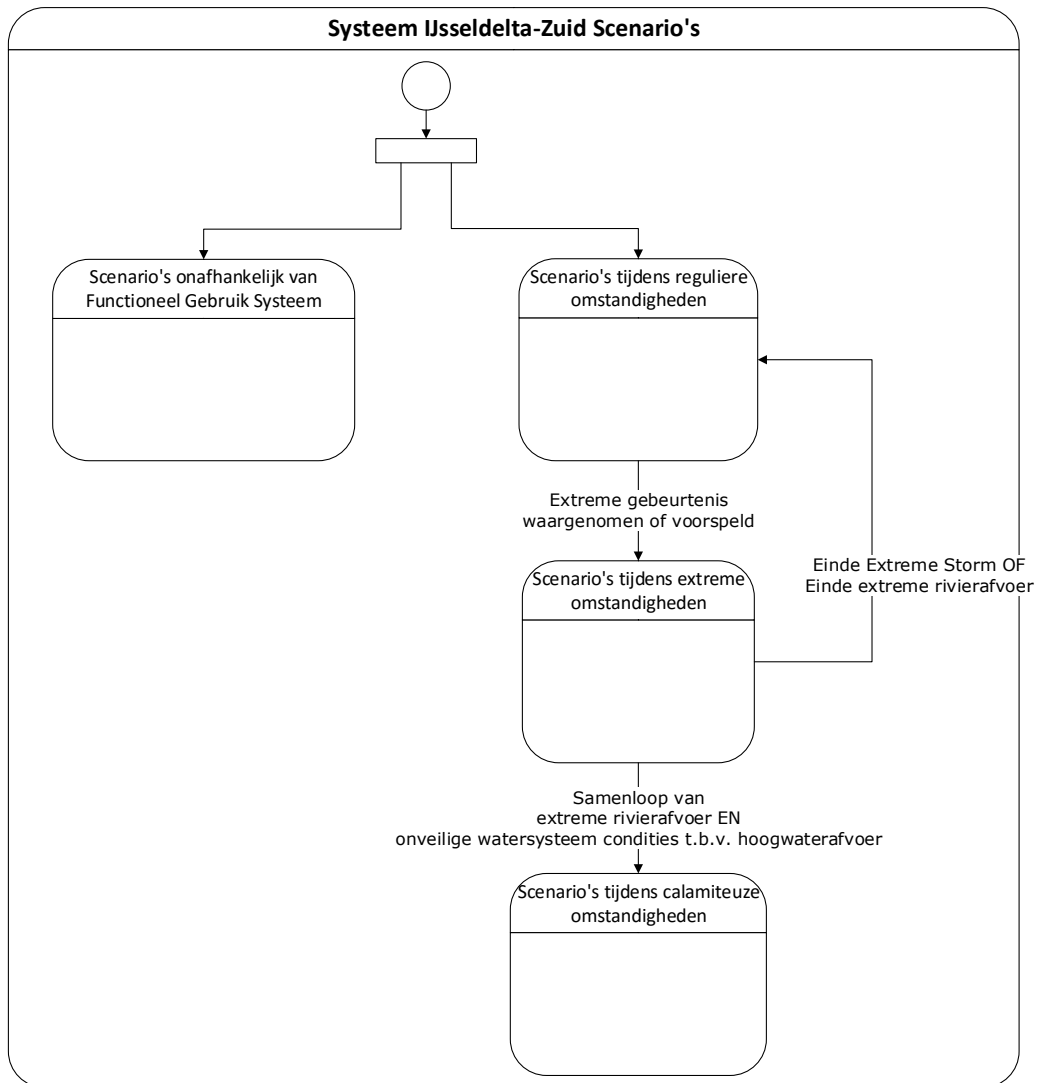 Systeem IJsseldelta-Zuid Scenario's
Scenario's onafhankelijk van
Functioneel Gebruik Systeem
Scenario's tijdens reguliere
omstandigheden
Extreme gebeurtenis
waargenomen of voorspeld
Scenario's tijdens extreme
omstandigheden
Einde Extreme Storm OF
Einde extreme rivierafvoer
Samenloop van
extreme rivierafvoer EN
onveilige watersysteem condities t.b.v. hoogwaterafvoer
Scenario's tijdens calamiteuze
omstandigheden